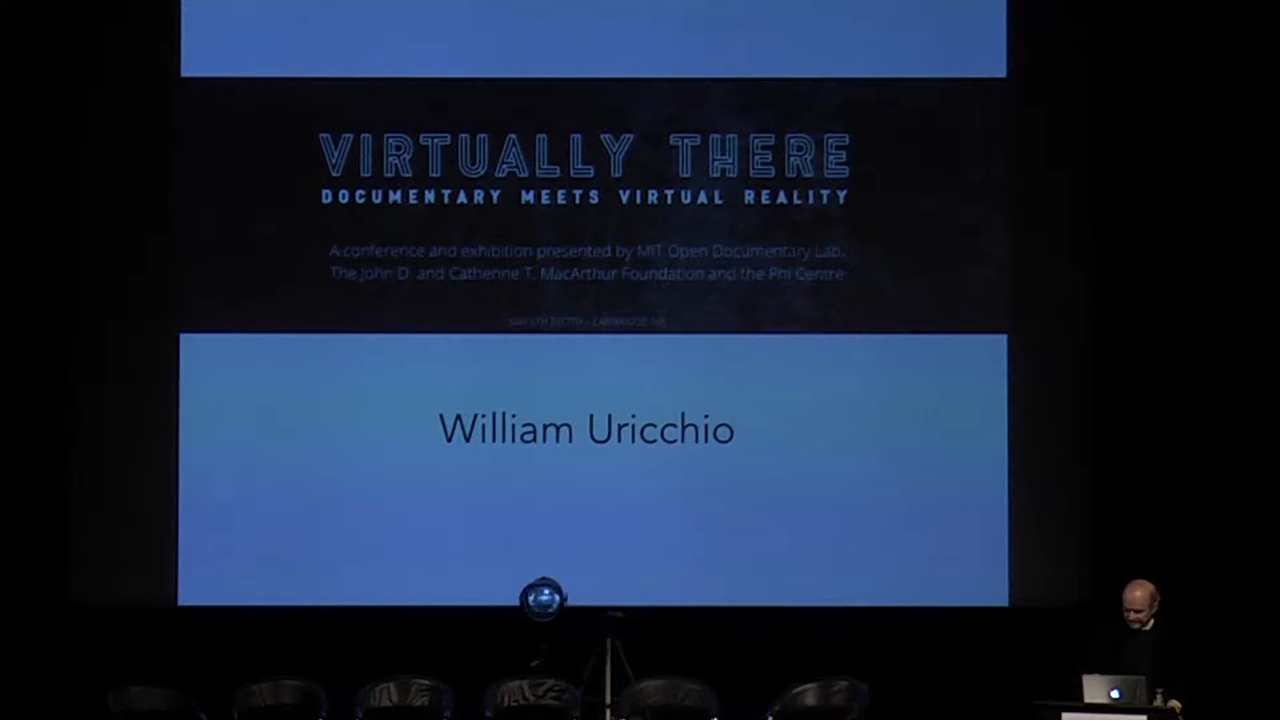 VIRTUALLY THERE
DOCUMENTARY MEETS VIRTUAL REALITY
A conference and exhibition presented by MIT Open Documentary Lab,
The John D. and Catherine T. MacArthur Foundation and the Phi Centre
William Uricchio